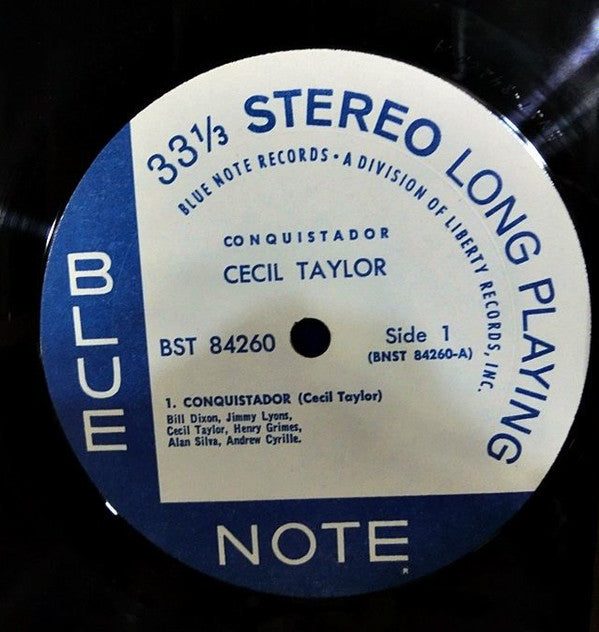 33⅓ STEREO LONG PLAYING
BLUE NOTE RECORDS • A DIVISION OF LIBERTY RECORDS, INC.
CONQUISTADOR
CECIL TAYLOR
BST 84260
Side 1
(BNST 84260-A)
1. CONQUISTADOR (Cecil Taylor)
Bill Dixon, Jimmy Lyons,
Cecil Taylor, Henry Grimes,
Alan Silva, Andrew Cyrille.
BLUE
NOTE